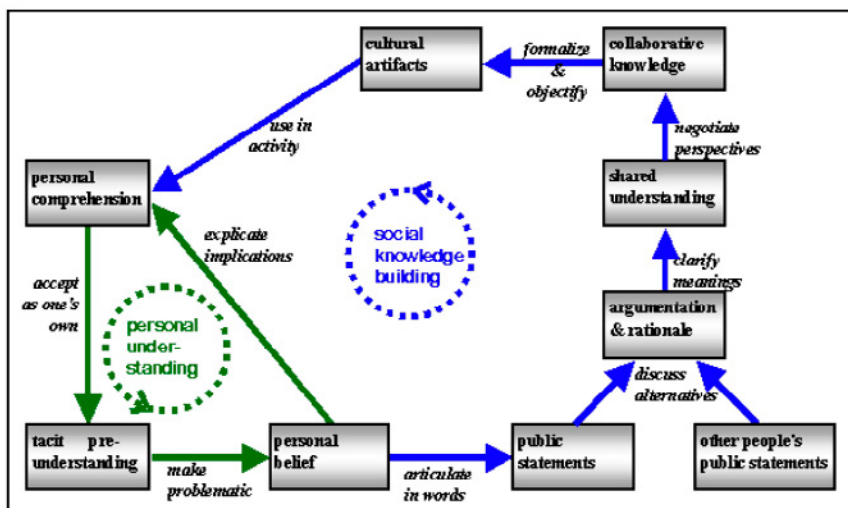 cultural
artifacts
formalize
&
objectify
collaborative
knowledge
use in
activity
negotiate
perspectives
personal
comprehension
shared
understanding
explicate
implications
social
knowledge
building
clarify
meanings
accept
as one's
own
personal
under-
standing
argumentation
& rationale
discuss
alternatives
tacit pre-
understanding
make
problematic
personal
belief
articulate
in words
public
statements
other people's
public statements